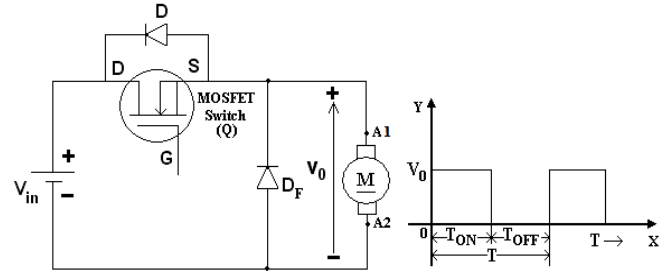 D
D
S
MOSFET
Switch
(Q)
G
+
Vin
−
DF
+
V0
−
A1
M
A2
Y
V0
0
TON
TOFF
T
T →
X